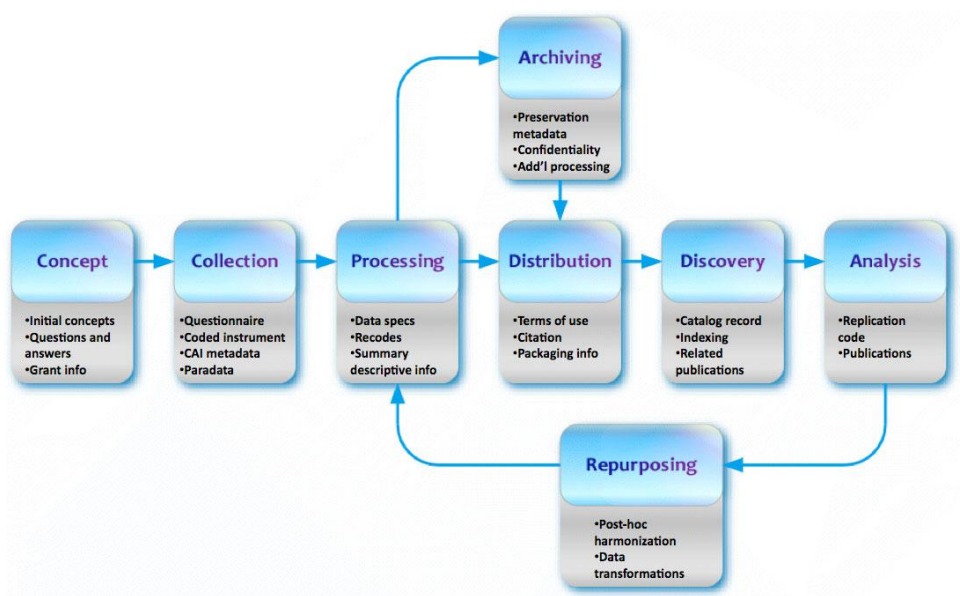 Archiving
•Preservation
metadata
•Confidentiality
•Add'l processing
Concept
•Initial concepts
•Questions and
answers
•Grant info
Collection
•Questionnaire
•Coded instrument
•CAI metadata
•Paradata
Processing
•Data specs
•Recodes
•Summary
descriptive info
Distribution
•Terms of use
•Citation
•Packaging info
Discovery
•Catalog record
•Indexing
•Related
publications
Analysis
•Replication
code
•Publications
Repurposing
•Post-hoc
harmonization
•Data
transformations